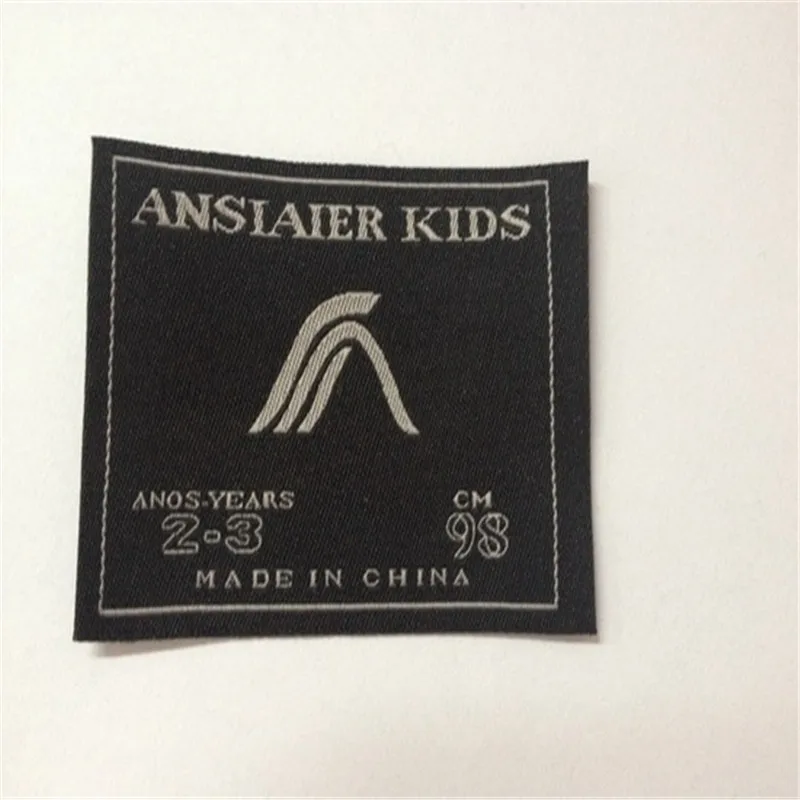 ANSIAIER KIDS
ANOS-YEARS CM
2-3 98
MADE IN CHINA